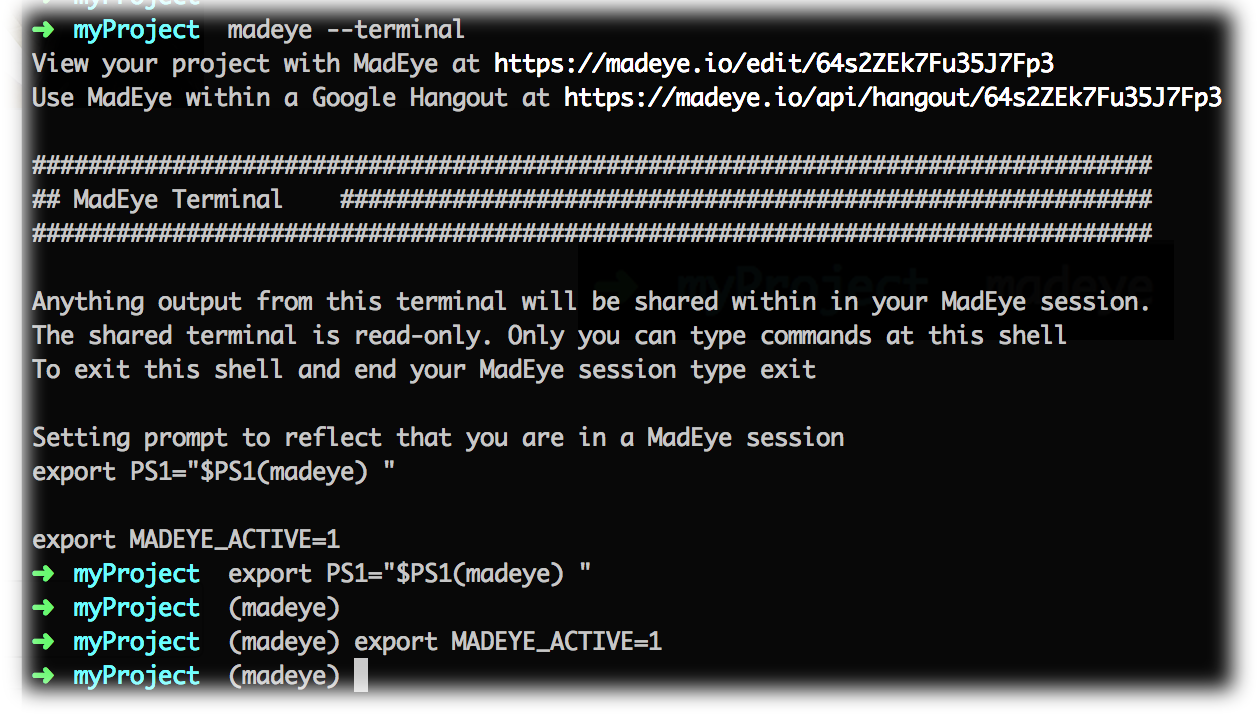 ➜ myProject
➜ myProject madeye --terminal
View your project with MadEye at https://madeye.io/edit/64s2ZEk7Fu35J7Fp3
Use MadEye within a Google Hangout at https://madeye.io/api/hangout/64s2ZEk7Fu35J7Fp3
################################################################################
## MadEye Terminal    ##########################################################
################################################################################
myProject madeye
Anything output from this terminal will be shared within in your MadEye session.
The shared terminal is read-only. Only you can type commands at this shell
To exit this shell and end your MadEye session type exit
Setting prompt to reflect that you are in a MadEye session
export PS1="$PS1(madeye) "
export MADEYE_ACTIVE=1
➜ myProject export PS1="$PS1(madeye) "
➜ myProject (madeye)
➜ myProject (madeye) export MADEYE_ACTIVE=1
➜ myProject (madeye)